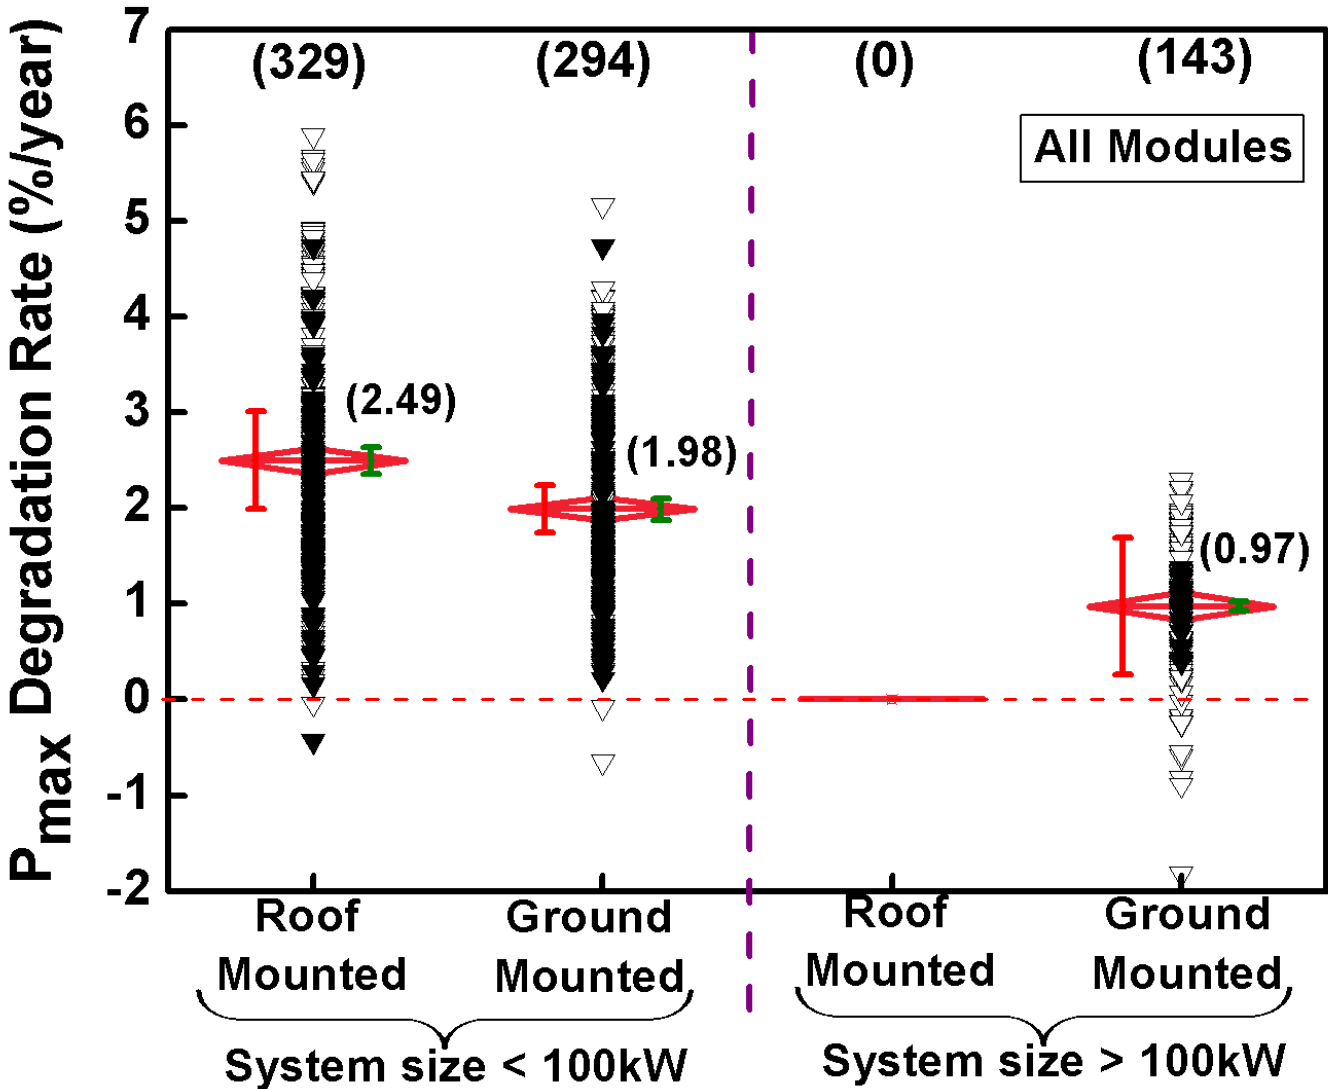 Pmax Degradation Rate (%/year)
7
6
5
4
3
2
1
0
-1
-2
(329)
(294)
(0)
(143)
All Modules
(2.49)
(1.98)
(0.97)
Roof
Mounted
Ground
Mounted
Roof
Mounted
Ground
Mounted
System size < 100kW
System size > 100kW